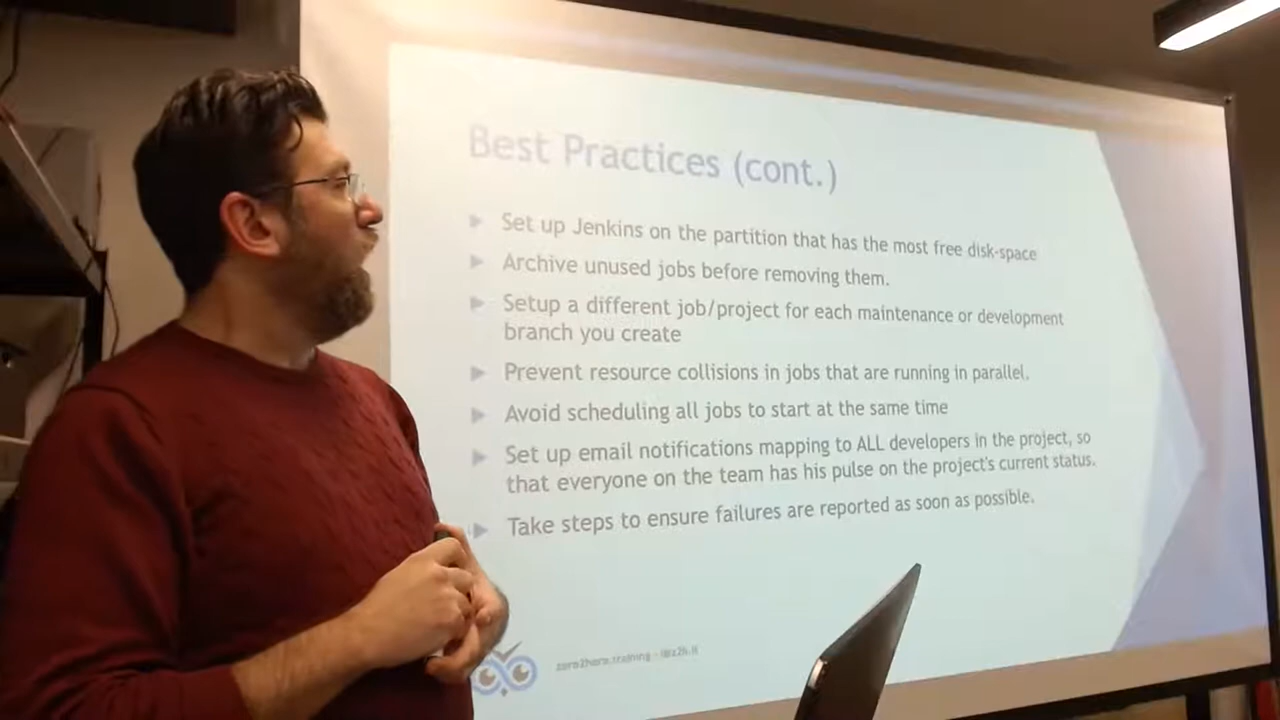 Best Practices (cont.)
Set up Jenkins on the partition that has the most free disk-space
Archive unused jobs before removing them.
Setup a different job/project for each maintenance or development
branch you create
Prevent resource collisions in jobs that are running in parallel.
Avoid scheduling all jobs to start at the same time
Set up email notifications mapping to ALL developers in the project, so
that everyone on the team has his pulse on the project's current status.
Take steps to ensure failures are reported as soon as possible.